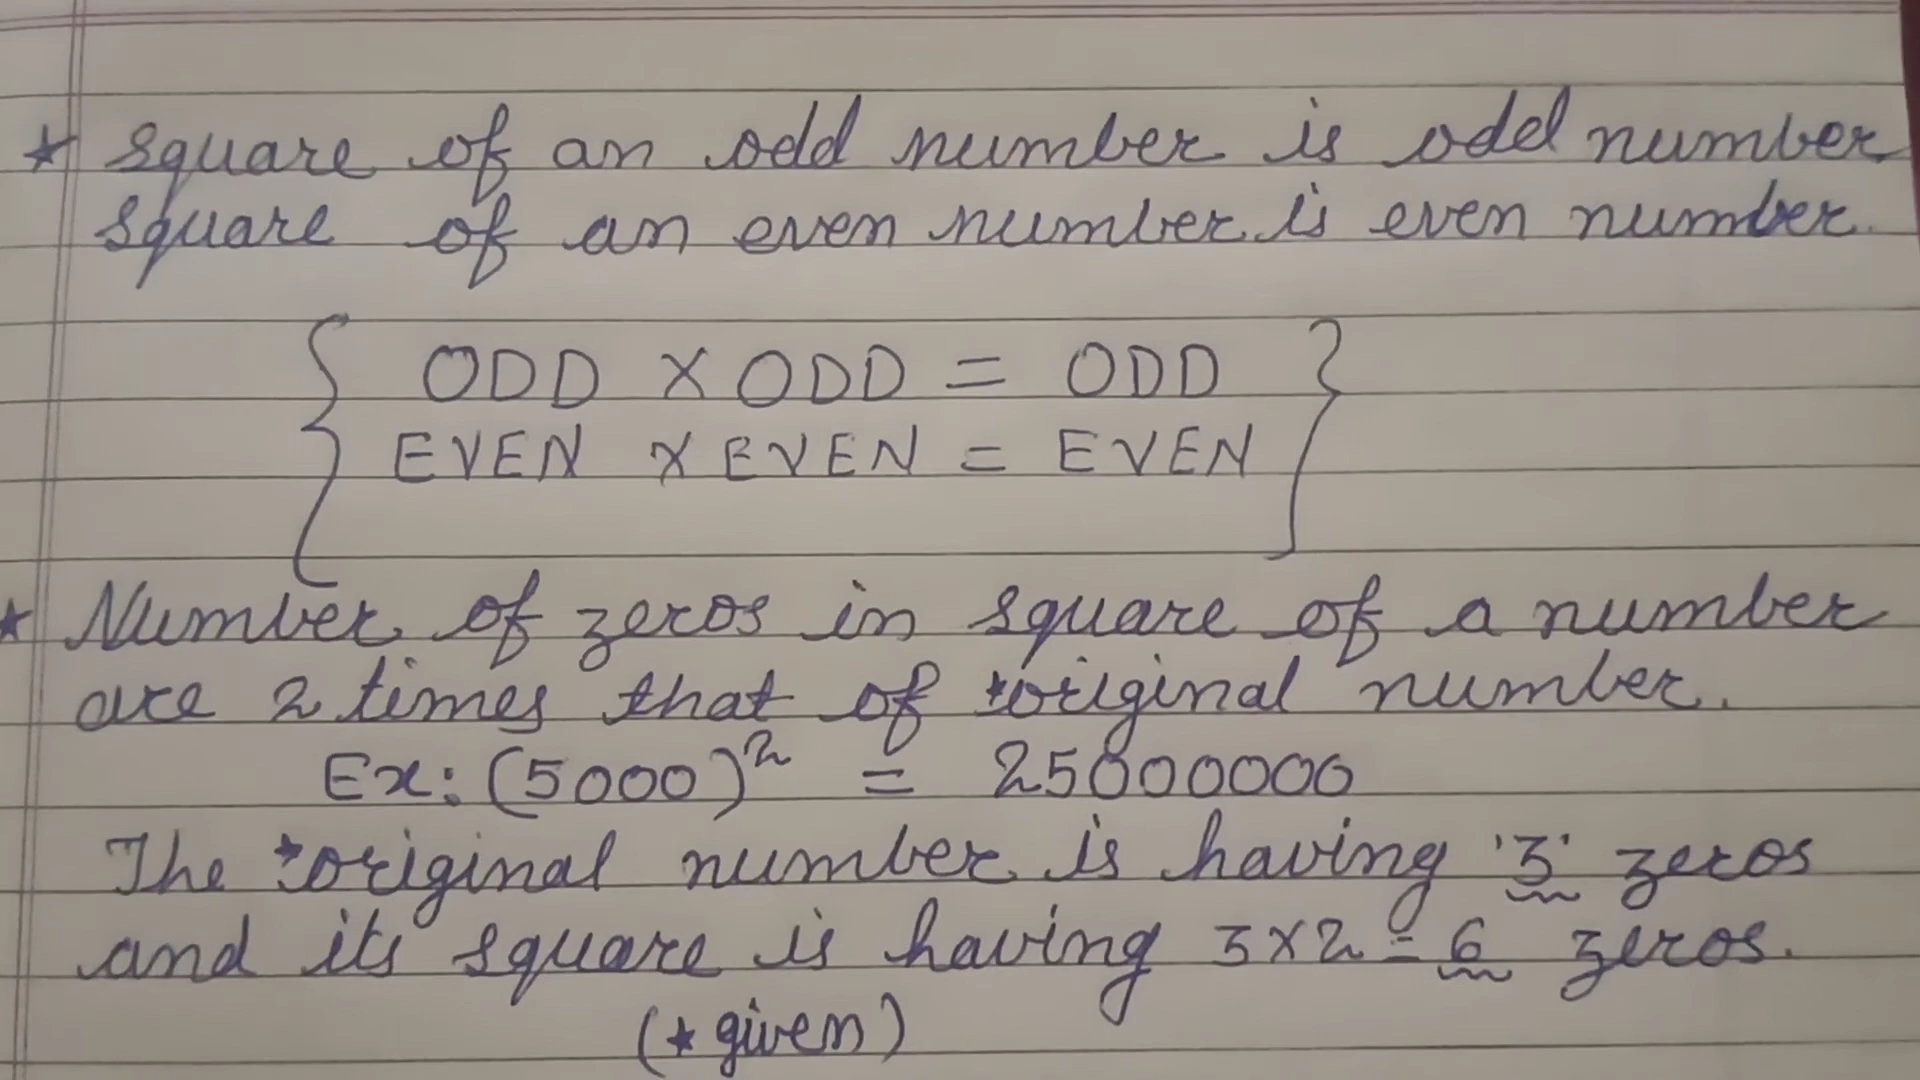 ★ Square of an odd number is odd number
Square of an even number is even number.
{ ODD X ODD = ODD }
EVEN X EVEN = EVEN
★ Number of zeros in square of a number
are 2 times that of *original number.
Ex: (5000)² = 25000000
The *original number is having '3' zeros
and its square is having 3x2 = 6 zeros.
(★ given)